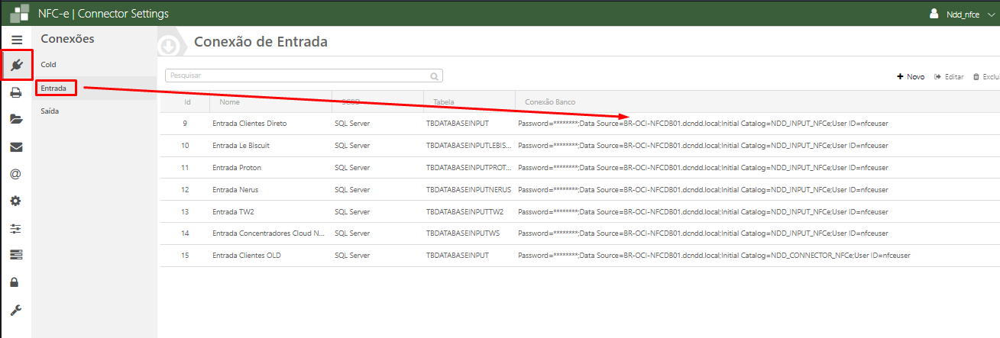 NFC-e | Connector Settings
Ndd_nfce
Conexões
Conexão de Entrada
Cold
Entrada
Saída
Pesquisar
Novo
Editar
Exclui
Id Nome SGBD Tabela Conexão Banco
9 Entrada Clientes Direto SQL Server TBDATABASEINPUT Password=********;Data Source=BR-OCI-NFCDB01.dcndd.local;Initial Catalog=NDD_INPUT_NFCe;User ID=nfceuser
10 Entrada Le Biscuit SQL Server TBDATABASEINPUTLEBIS... Password=********;Data Source=BR-OCI-NFCDB01.dcndd.local;Initial Catalog=NDD_INPUT_NFCe;User ID=nfceuser
11 Entrada Proton SQL Server TBDATABASEINPUTPROT... Password=********;Data Source=BR-OCI-NFCDB01.dcndd.local;Initial Catalog=NDD_INPUT_NFCe;User ID=nfceuser
12 Entrada Nerus SQL Server TBDATABASEINPUTNERUS Password=********;Data Source=BR-OCI-NFCDB01.dcndd.local;Initial Catalog=NDD_INPUT_NFCe;User ID=nfceuser
13 Entrada TW2 SQL Server TBDATABASEINPUTTW2 Password=********;Data Source=BR-OCI-NFCDB01.dcndd.local;Initial Catalog=NDD_INPUT_NFCe;User ID=nfceuser
14 Entrada Concentradores Cloud N... SQL Server TBDATABASEINPUTWS Password=********;Data Source=BR-OCI-NFCDB01.dcndd.local;Initial Catalog=NDD_INPUT_NFCe;User ID=nfceuser
15 Entrada Clientes OLD SQL Server TBDATABASEINPUT Password=********;Data Source=BR-OCI-NFCDB01.dcndd.local;Initial Catalog=NDD_CONNECTOR_NFCe;User ID=nfceuser